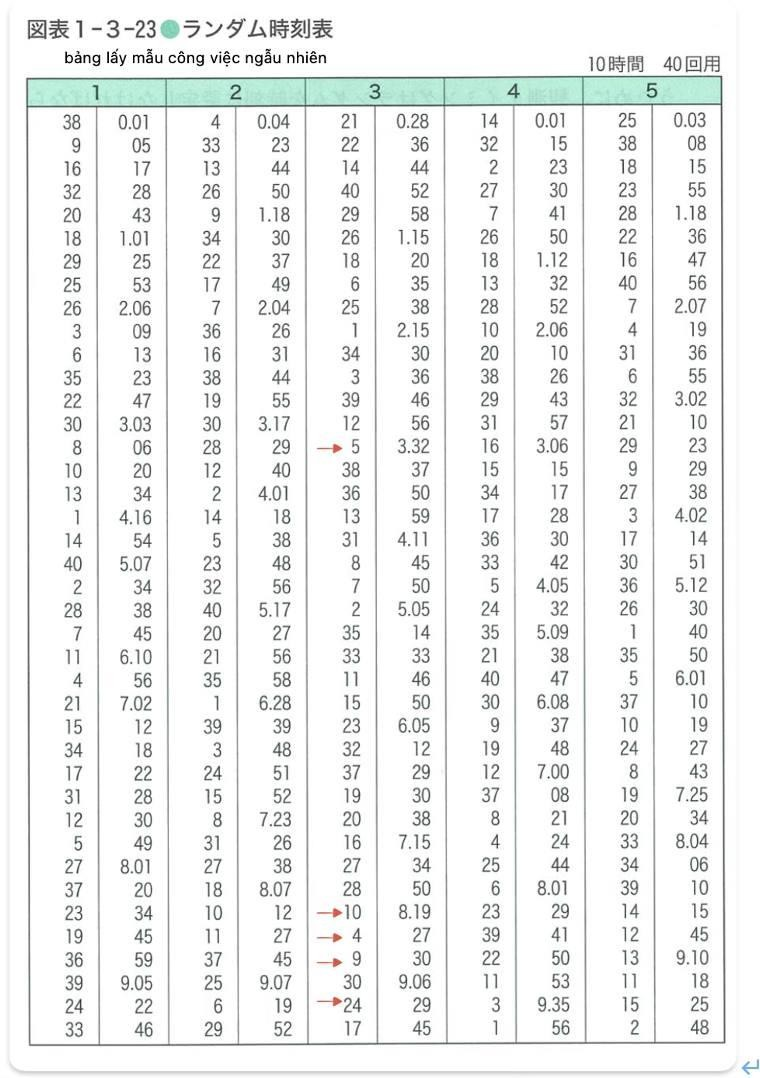 図表1-3-23●ランダム時刻表
bảng lấy mẫu công việc ngẫu nhiên
10時間 40回用
1 2 3 4 5
38 0.01 4 0.04 21 0.28 14 0.01 25 0.03
9 05 33 23 22 36 32 15 38 08
16 17 13 44 14 44 2 23 18 15
32 28 26 50 40 52 27 30 23 55
20 43 9 1.18 29 58 7 41 28 1.18
18 1.01 34 30 26 1.15 26 50 22 36
29 25 22 37 18 20 18 1.12 16 47
25 53 17 49 6 35 13 32 40 56
26 2.06 7 2.04 25 38 28 52 7 2.07
3 09 36 26 1 2.15 10 2.06 4 19
6 13 16 31 34 30 20 10 31 36
35 23 38 44 3 36 38 26 6 55
22 47 19 55 39 46 29 43 32 3.02
30 3.03 30 3.17 12 56 31 57 21 10
8 06 28 29 → 5 3.32 16 3.06 29 23
10 20 12 40 38 37 15 15 9 29
13 34 2 4.01 36 50 34 17 27 38
1 4.16 14 18 13 59 17 28 3 4.02
14 54 5 38 31 4.11 36 30 17 14
40 5.07 23 48 8 45 33 42 30 51
2 34 32 56 7 50 5 4.05 36 5.12
28 38 40 5.17 2 5.05 24 32 26 30
7 45 20 27 35 14 35 5.09 1 40
11 6.10 21 56 33 33 21 38 35 50
4 56 35 58 11 46 40 47 5 6.01
21 7.02 1 6.28 15 50 30 6.08 37 10
15 12 39 39 23 6.05 9 37 10 19
34 18 3 48 32 12 19 48 24 27
17 22 24 51 37 29 12 7.00 8 43
31 28 15 52 19 30 37 08 19 7.25
12 30 8 7.23 20 38 8 21 20 34
5 49 31 26 16 7.15 4 24 33 8.04
27 8.01 27 38 27 34 25 44 34 06
37 20 18 8.07 28 50 6 8.01 39 10
23 34 10 12 →10 8.19 23 29 14 15
19 45 11 27 → 4 27 39 41 12 45
36 59 37 45 → 9 30 22 50 13 9.10
39 9.05 25 9.07 30 9.06 11 53 11 18
24 22 6 19 →24 29 3 9.35 15 25
33 46 29 52 17 45 1 56 2 48